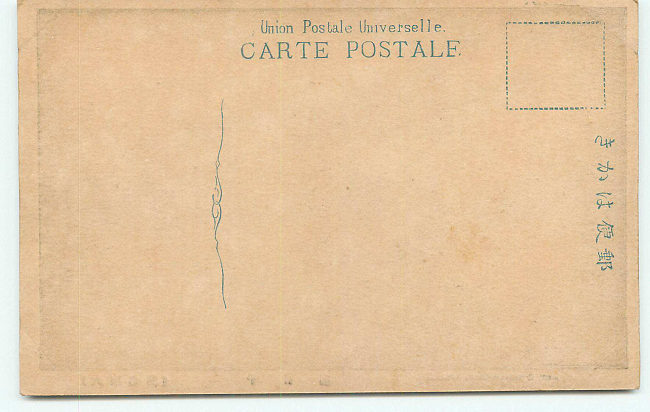 Union Postale Universelle.
CARTE POSTALE
郵便はかき